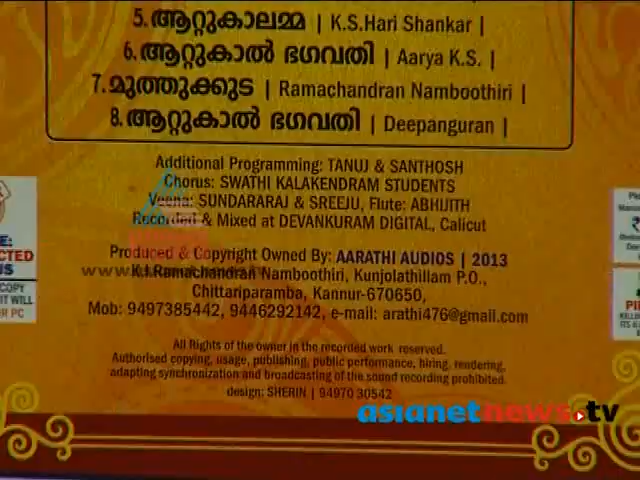 5. ആറ്റുകാലമ്മ | K.S.Hari Shankar |
6. ആറ്റുകാൽ ഭഗവതി | Aarya K.S. |
7. മുത്തുക്കുട | Ramachandran Namboothiri |
8. ആറ്റുകാൽ ഭഗവതി | Deepanguran |
Additional Programming: TANUJ & SANTHOSH
Chorus: SWATHI KALAKENDRAM STUDENTS
Veena: SUNDARARAJ & SREEJU, Flute: ABHIJITH
Recorded & Mixed at DEVANKURAM DIGITAL, Calicut
Produced & Copyright Owned By: AARATHI AUDIOS | 2013
K.I.Ramachandran Namboothiri, Kunjolathillam P.O.,
Chittariparamba, Kannur-670650,
Mob: 9497385442, 9446292142, e-mail: arathi476@gmail.com
All Rights of the owner in the recorded work reserved.
Authorised copying, usage, publishing, public performance, hiring, rendering,
adapting synchronization and broadcasting of the sound recording prohibited.
design: SHERIN | 94970 30542
asianetnews.tv